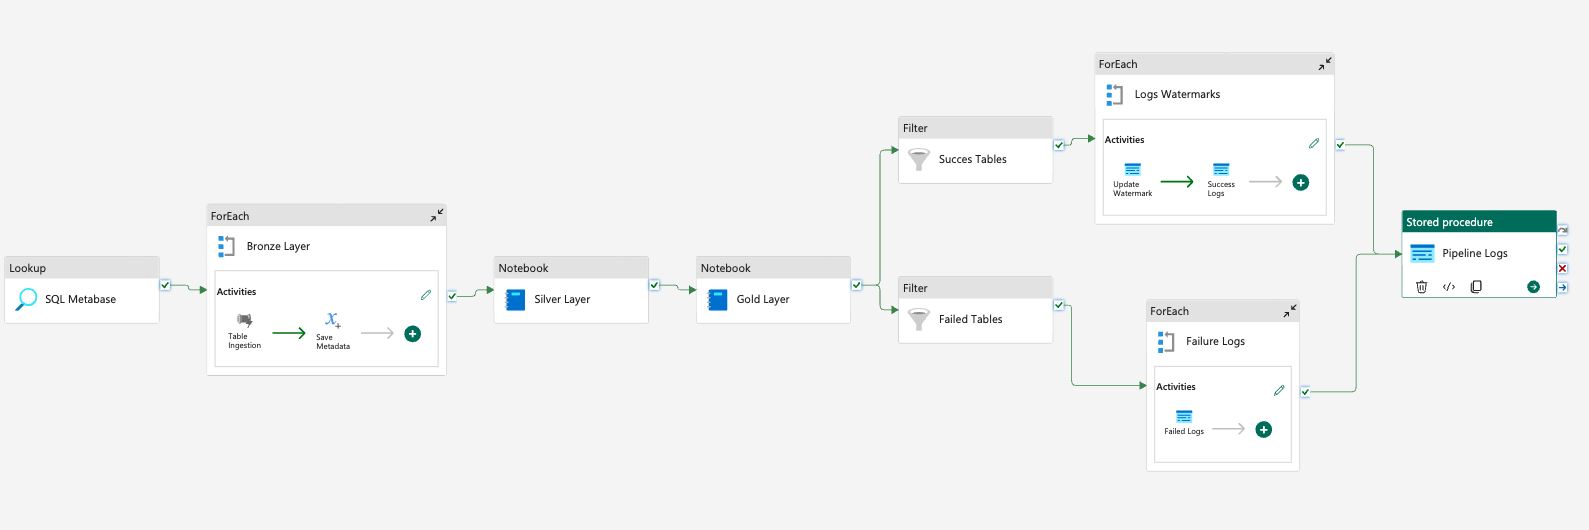 Lookup
SQL Metabase
ForEach
Bronze Layer
Activities
Table
Ingestion
Save
Metadata
Notebook
Silver Layer
Notebook
Gold Layer
Filter
Succes Tables
Filter
Failed Tables
ForEach
Logs Watermarks
Activities
Update
Watermark
Success
Logs
ForEach
Failure Logs
Activities
Failed Logs
Stored procedure
Pipeline Logs